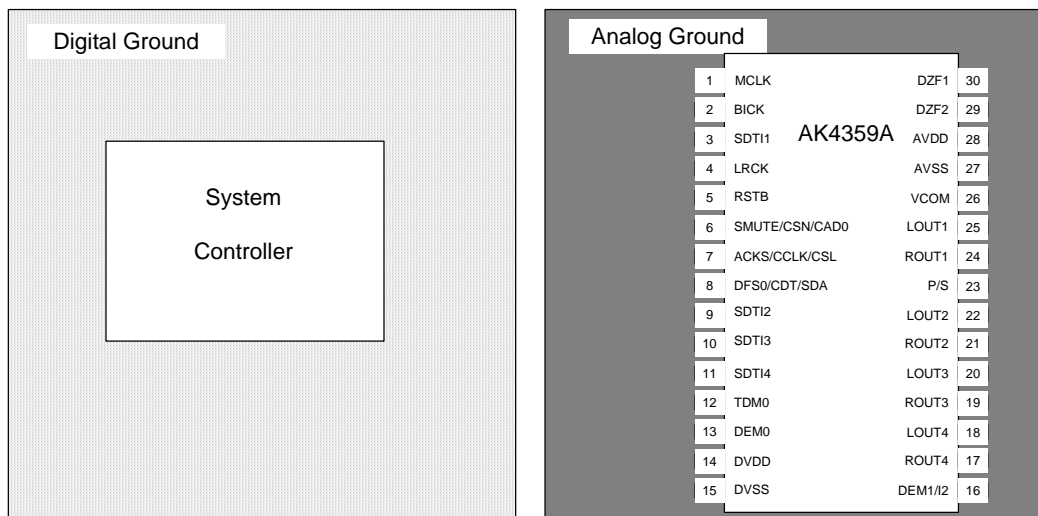 Digital Ground
System
Controller
Analog Ground
AK4359A
1 MCLK DZF1 30
2 BICK DZF2 29
3 SDTI1 AVDD 28
4 LRCK AVSS 27
5 RSTB VCOM 26
6 SMUTE/CSN/CAD0 LOUT1 25
7 ACKS/CCLK/CSL ROUT1 24
8 DFS0/CDT/SDA P/S 23
9 SDTI2 LOUT2 22
10 SDTI3 ROUT2 21
11 SDTI4 LOUT3 20
12 TDM0 ROUT3 19
13 DEM0 LOUT4 18
14 DVDD ROUT4 17
15 DVSS DEM1/I2 16